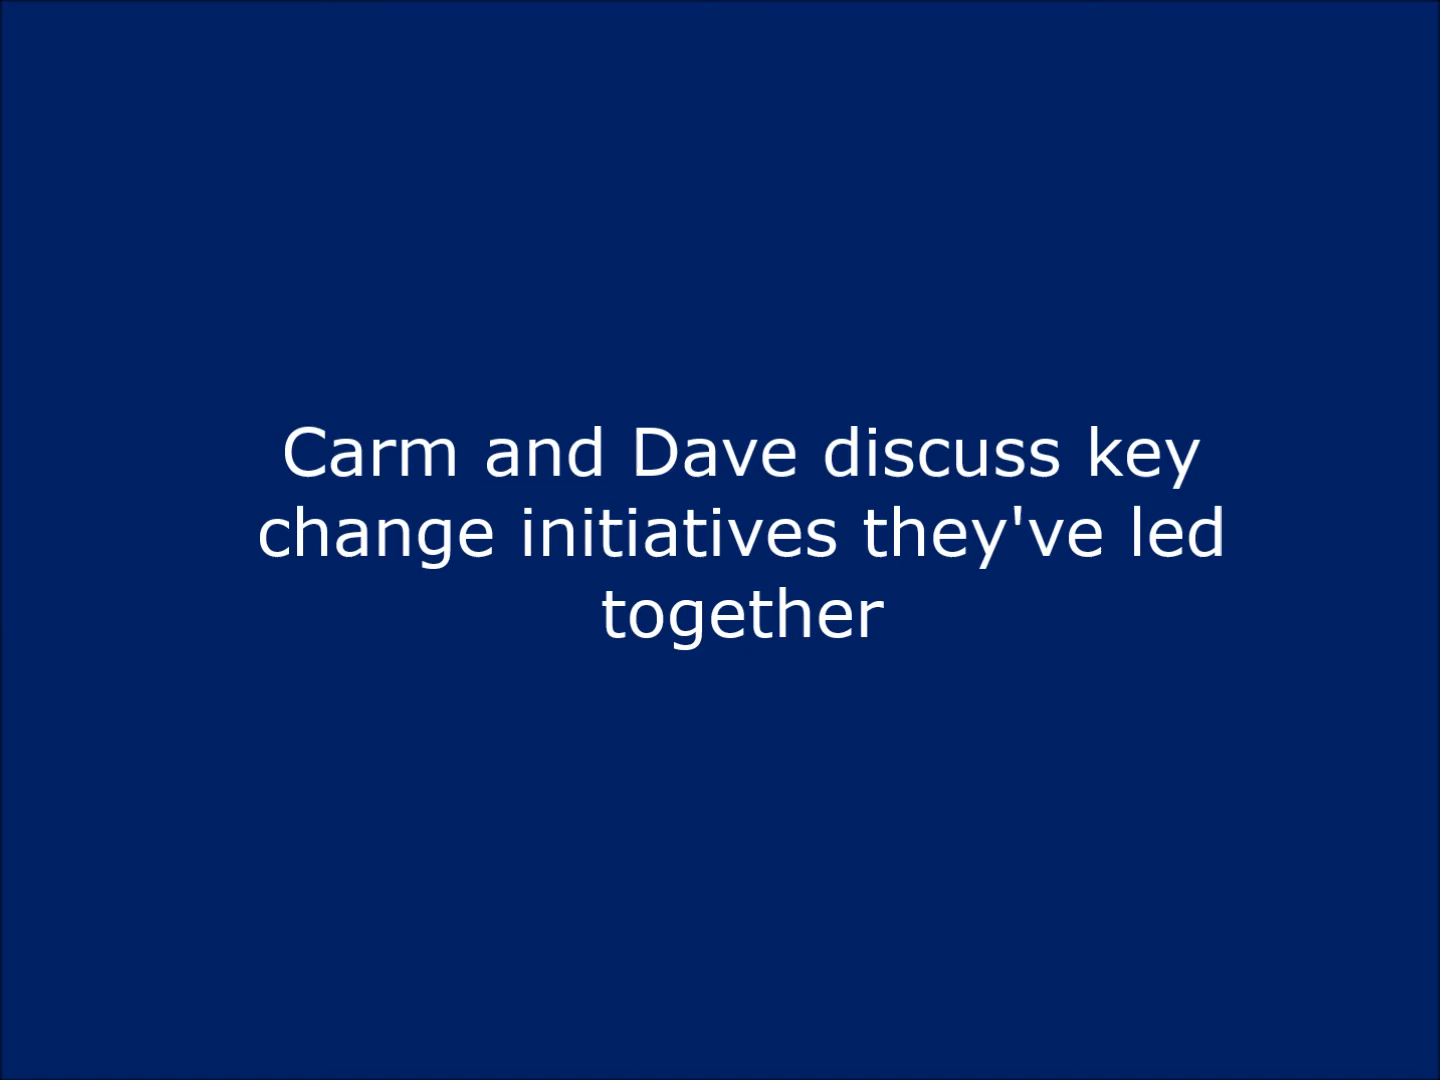 Carm and Dave discuss key
change initiatives they've led
together